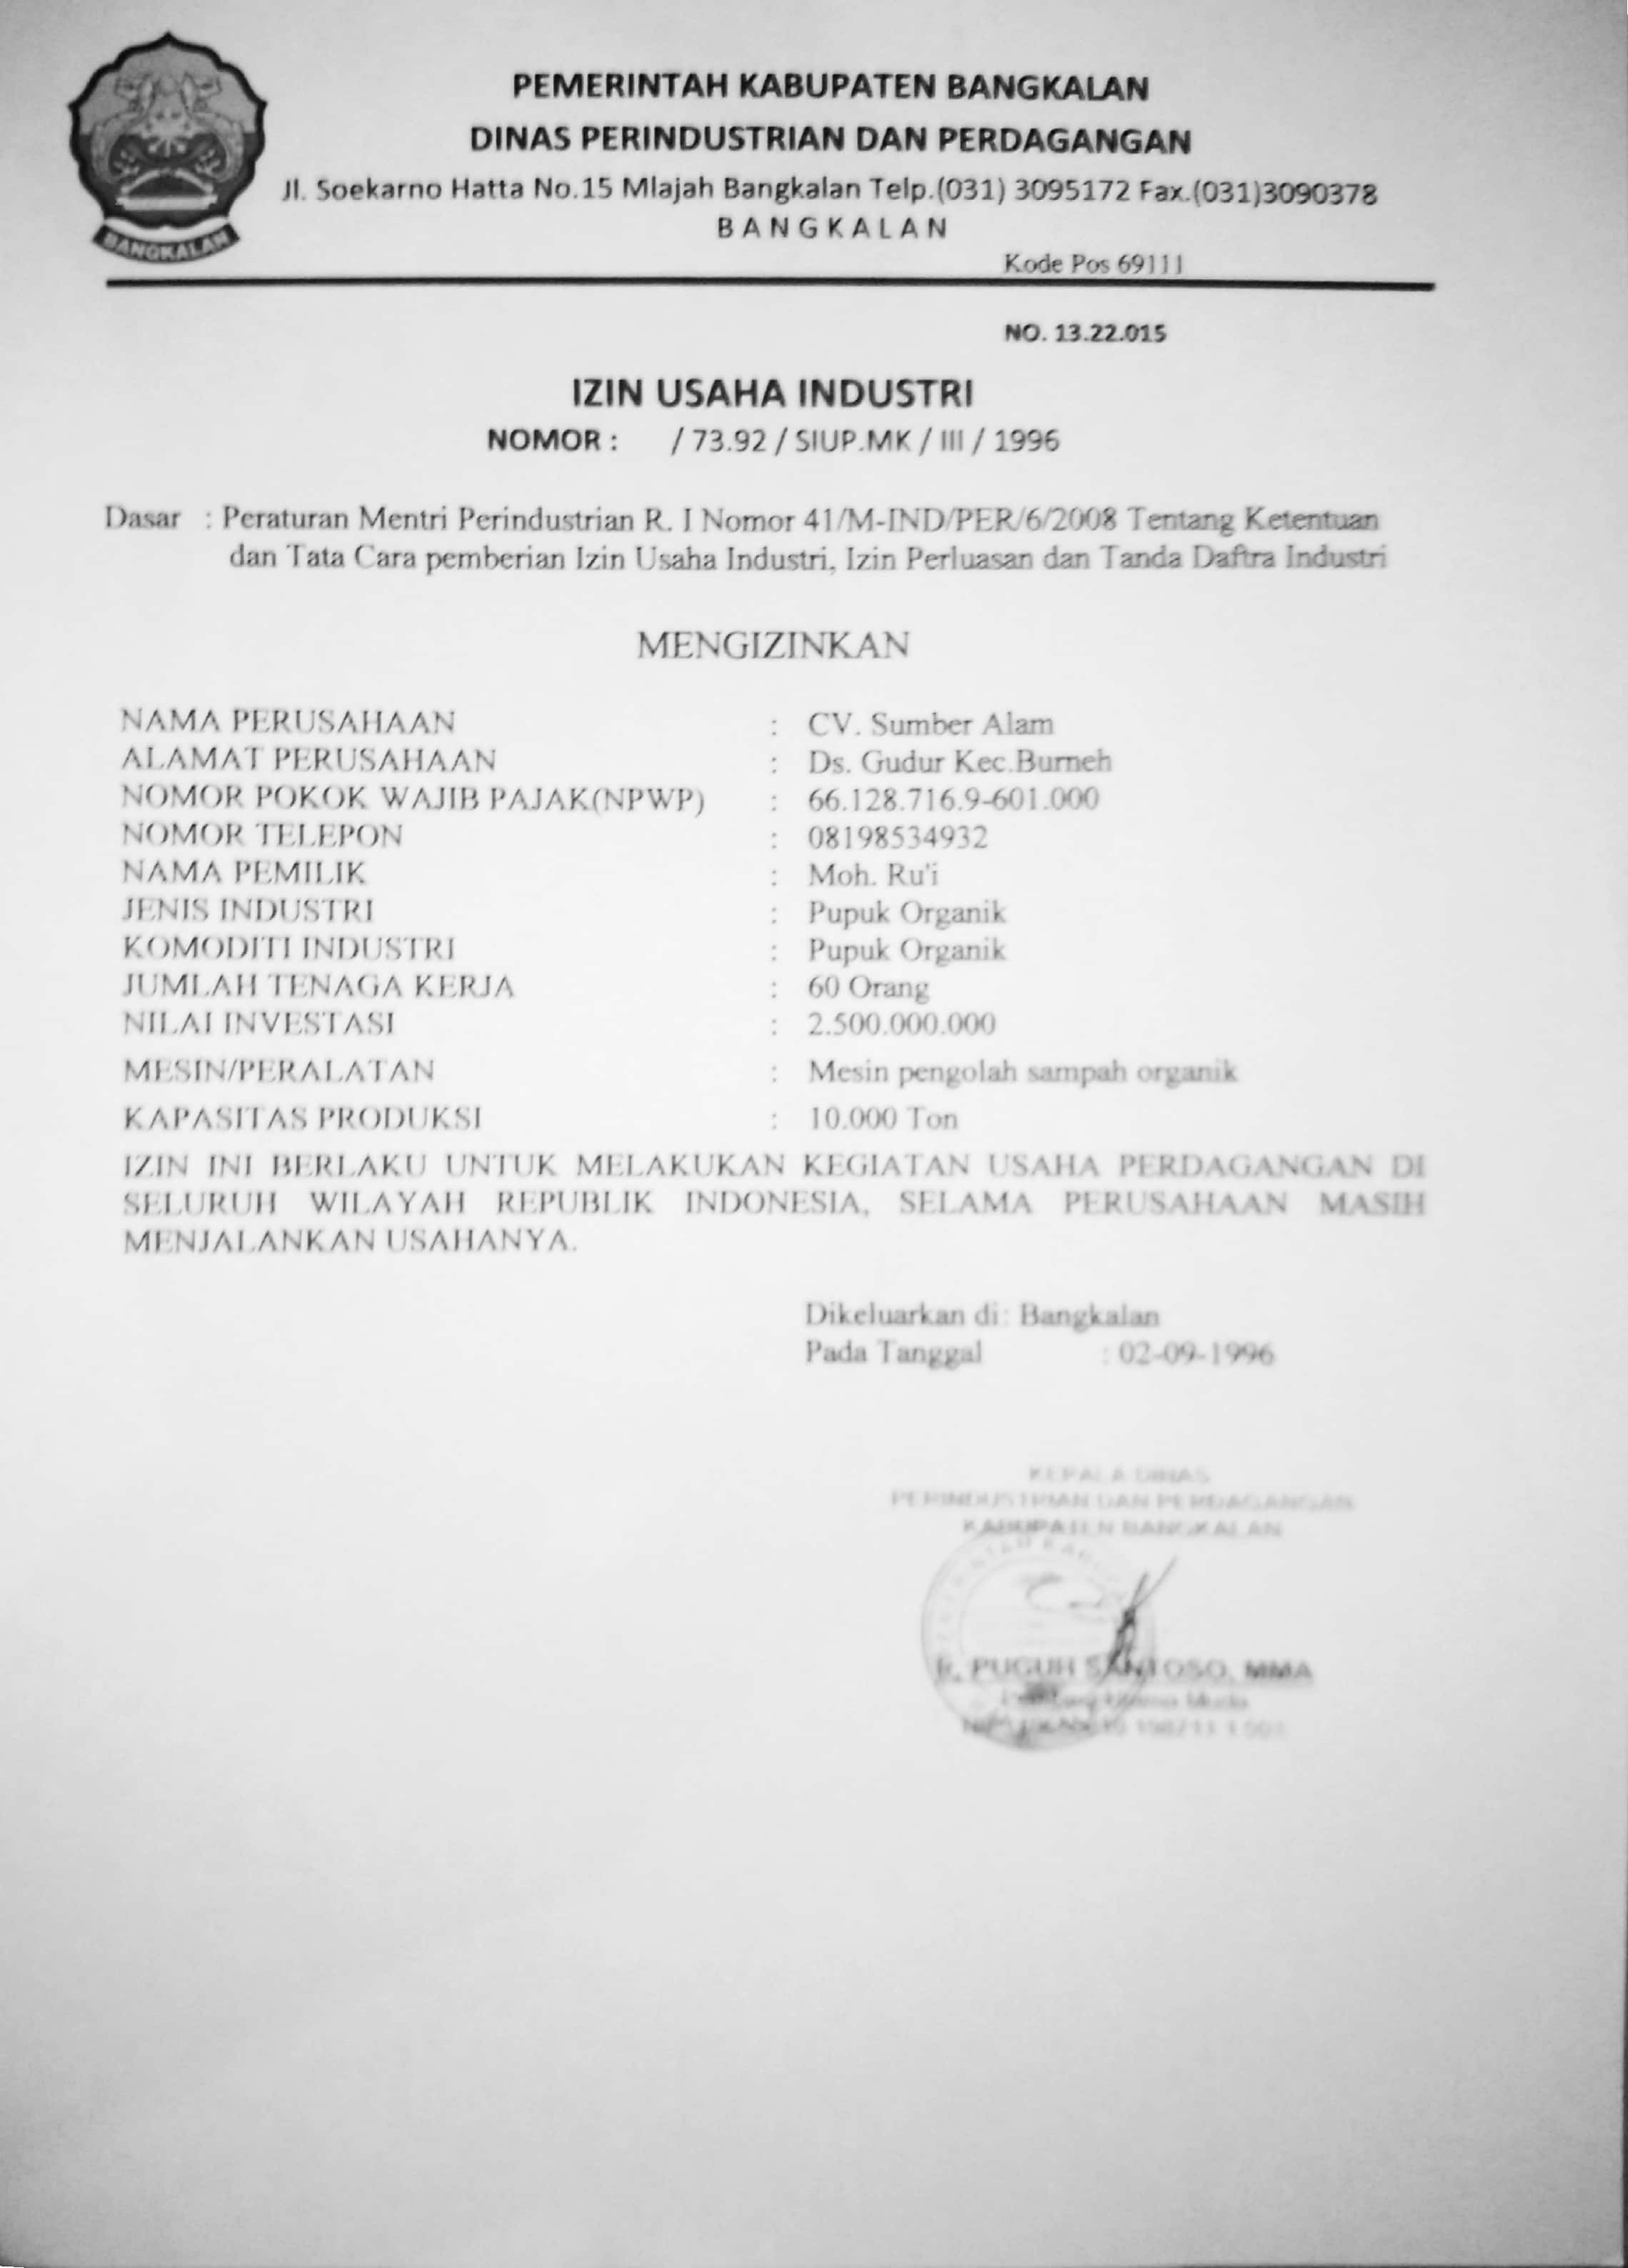 PEMERINTAH KABUPATEN BANGKALAN
DINAS PERINDUSTRIAN DAN PERDAGANGAN
Jl. Soekarno Hatta No.15 Mlajah Bangkalan Telp.(031) 3095172 Fax.(031)3090378
BANGKALAN
BANGKALAN
Kode Pos 69111
NO. 13.22.015
IZIN USAHA INDUSTRI
NOMOR : / 73.92 / SIUP.MK / III / 1996
Dasar : Peraturan Mentri Perindustrian R. I Nomor 41/M-IND/PER/6/2008 Tentang Ketentuan
dan Tata Cara pemberian Izin Usaha Industri, Izin Perluasan dan Tanda Daftra Industri
MENGIZINKAN
NAMA PERUSAHAAN : CV. Sumber Alam
ALAMAT PERUSAHAAN : Ds. Gudur Kec.Burneh
NOMOR POKOK WAJIB PAJAK(NPWP) : 66.128.716.9-601.000
NOMOR TELEPON : 08198534932
NAMA PEMILIK : Moh. Ru'i
JENIS INDUSTRI : Pupuk Organik
KOMODITI INDUSTRI : Pupuk Organik
JUMLAH TENAGA KERJA : 60 Orang
NILAI INVESTASI : 2.500.000.000
MESIN/PERALATAN : Mesin pengolah sampah organik
KAPASITAS PRODUKSI : 10.000 Ton
IZIN INI BERLAKU UNTUK MELAKUKAN KEGIATAN USAHA PERDAGANGAN DI
SELURUH WILAYAH REPUBLIK INDONESIA, SELAMA PERUSAHAAN MASIH
MENJALANKAN USAHANYA.
Dikeluarkan di: Bangkalan
Pada Tanggal : 02-09-1996
KEPALA DINAS
PERINDUSTRIAN DAN PERDAGANGAN
KABUPATEN BANGKALAN
PUGUH SANTOSO, MMA
Utama Muda